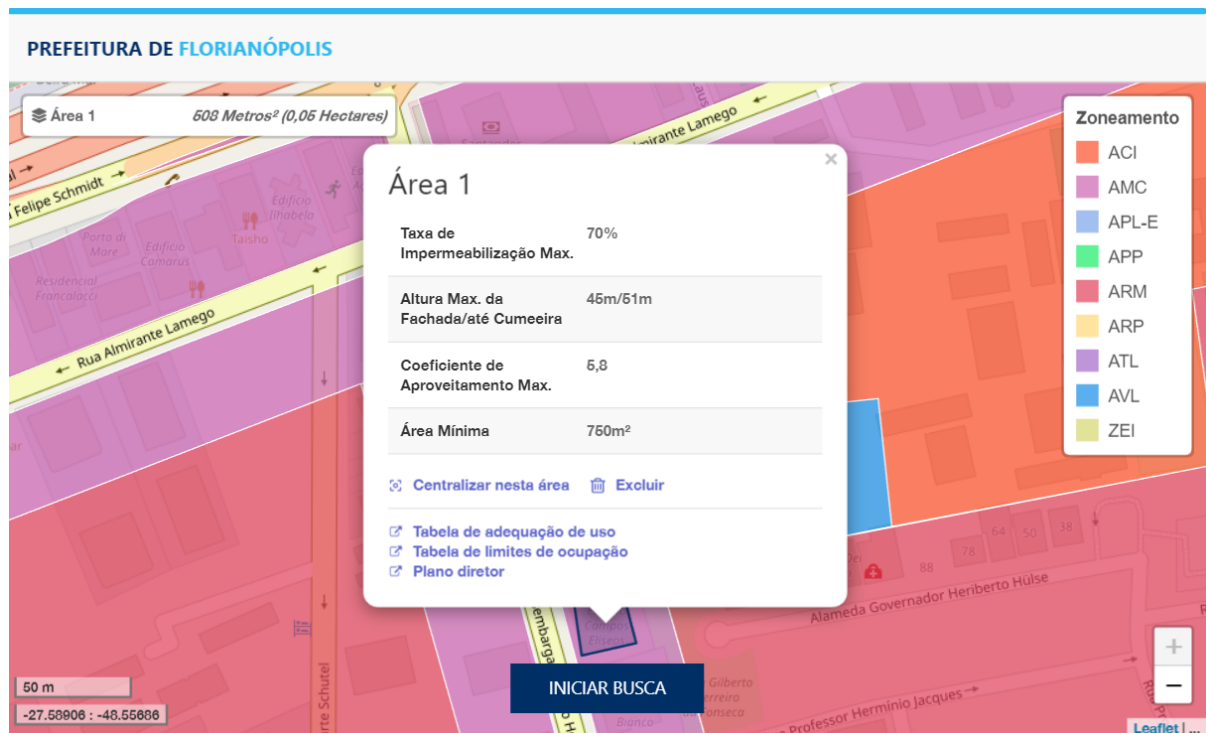 PREFEITURA DE FLORIANÓPOLIS
Área 1 508 Metros² (0,05 Hectares)
Zoneamento
ACI
AMC
APL-E
APP
ARM
ARP
ATL
AVL
ZEI
Área 1
Taxa de
Impermeabilização Max.
70%
Altura Max. da
Fachada/até Cumeeira
45m/51m
Coeficiente de
Aproveitamento Max.
5,8
Área Mínima
750m²
Centralizar nesta área
Excluir
Tabela de adequação de uso
Tabela de limites de ocupação
Plano diretor
Felipe Schmidt
Almirante Lamego
Edifício
Ilhabela
Taisho
Porto di
Mare
Edifício
Camarus
Residencial
Francalacci
Rua Almirante Lamego
64
50
38
78
88
Alameda Governador Heriberto Hülse
Campos
Elíseos
Gilberto
Fonseca
Bianca
Professor Hermínio Jacques
INICIAR BUSCA
50 m
-27.58906 : -48.55686
+
−
Leaflet | ...